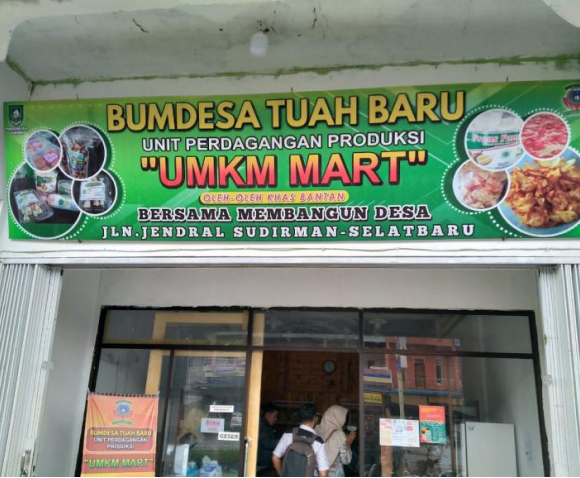 BUMDESA TUAH BARU
UNIT PERDAGANGAN PRODUKSI
"UMKM MART"
OLEH-OLEH KHAS BANTAN
BERSAMA MEMBANGUN DESA
JLN.JENDRAL SUDIRMAN-SELATBARU
BUKA
GESER
BUMDESA TUAH BARU
UNIT PERDAGANGAN
PRODUKSI
"UMKM MART"